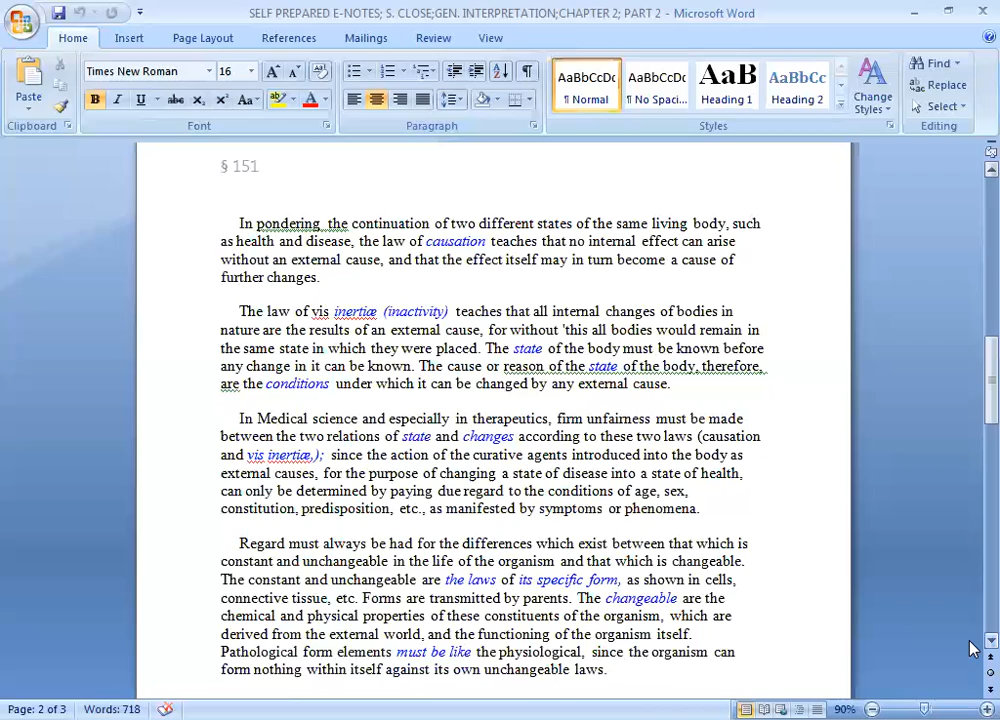 SELF PREPARED E-NOTES; S. CLOSE;GEN. INTERPRETATION;CHAPTER 2; PART 2 - Microsoft Word
Home Insert Page Layout References Mailings Review View
Paste
Clipboard
Times New Roman 16
B I U abc X₂ X² Aa ab A
Font
Paragraph
AaBbCcDc AaBbCcDc AaB AaBbCc
¶ Normal ¶ No Spaci... Heading 1 Heading 2
Change Styles
Styles
Find
Replace
Select
Editing
§ 151
In pondering the continuation of two different states of the same living body, such
as health and disease, the law of causation teaches that no internal effect can arise
without an external cause, and that the effect itself may in turn become a cause of
further changes.
The law of vis inertiæ (inactivity) teaches that all internal changes of bodies in
nature are the results of an external cause, for without 'this all bodies would remain in
the same state in which they were placed. The state of the body must be known before
any change in it can be known. The cause or reason of the state of the body, therefore,
are the conditions under which it can be changed by any external cause.
In Medical science and especially in therapeutics, firm unfairness must be made
between the two relations of state and changes according to these two laws (causation
and vis inertiæ,); since the action of the curative agents introduced into the body as
external causes, for the purpose of changing a state of disease into a state of health,
can only be determined by paying due regard to the conditions of age, sex,
constitution, predisposition, etc., as manifested by symptoms or phenomena.
Regard must always be had for the differences which exist between that which is
constant and unchangeable in the life of the organism and that which is changeable.
The constant and unchangeable are the laws of its specific form, as shown in cells,
connective tissue, etc. Forms are transmitted by parents. The changeable are the
chemical and physical properties of these constituents of the organism, which are
derived from the external world, and the functioning of the organism itself.
Pathological form elements must be like the physiological, since the organism can
form nothing within itself against its own unchangeable laws.
Page: 2 of 3 Words: 718 90%